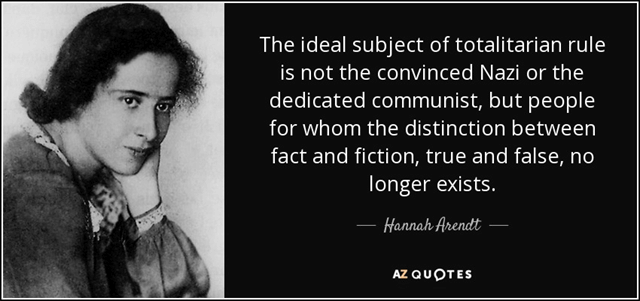 The ideal subject of totalitarian rule
is not the convinced Nazi or the
dedicated communist, but people
for whom the distinction between
fact and fiction, true and false, no
longer exists.
Hannah Arendt
AZ QUOTES